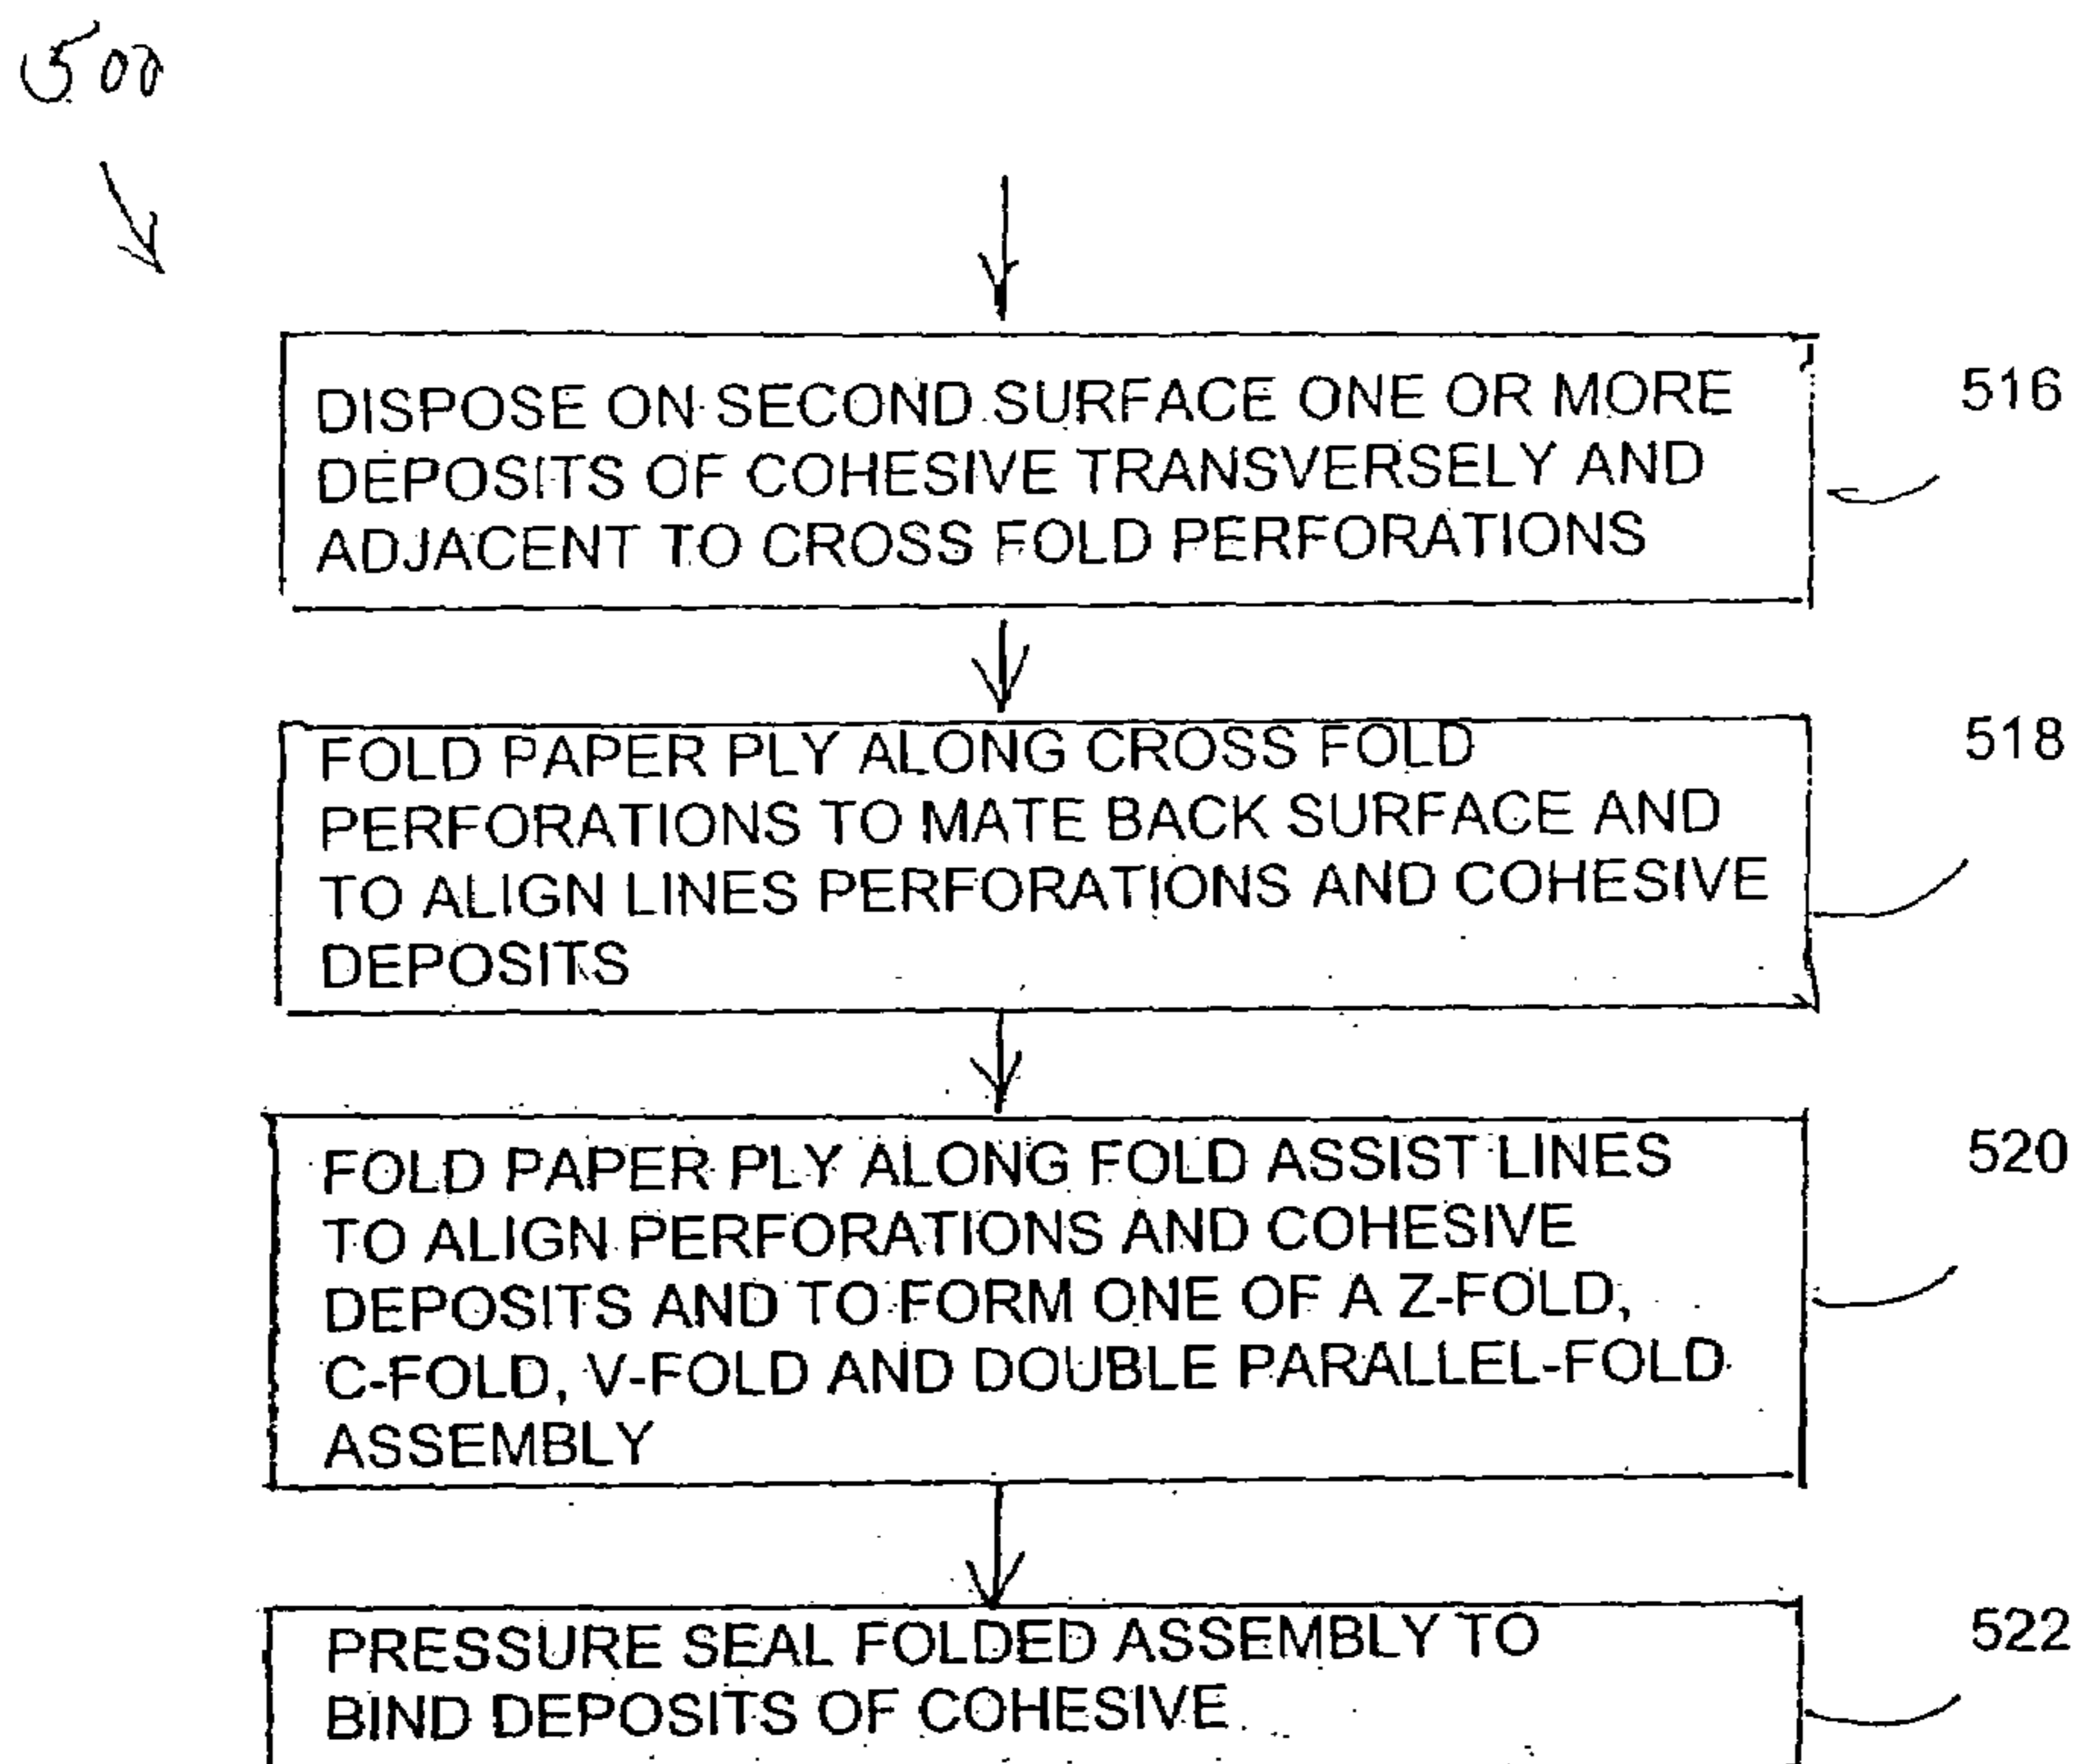 500
DISPOSE ON SECOND SURFACE ONE OR MORE
DEPOSITS OF COHESIVE TRANSVERSELY AND
ADJACENT TO CROSS FOLD PERFORATIONS
516
FOLD PAPER PLY ALONG CROSS FOLD
PERFORATIONS TO MATE BACK SURFACE AND
TO ALIGN LINES PERFORATIONS AND COHESIVE
DEPOSITS
518
FOLD PAPER PLY ALONG FOLD ASSIST LINES
TO ALIGN PERFORATIONS AND COHESIVE
DEPOSITS AND TO FORM ONE OF A Z-FOLD,
C-FOLD, V-FOLD AND DOUBLE PARALLEL-FOLD
ASSEMBLY
520
PRESSURE SEAL FOLDED ASSEMBLY TO
BIND DEPOSITS OF COHESIVE
522